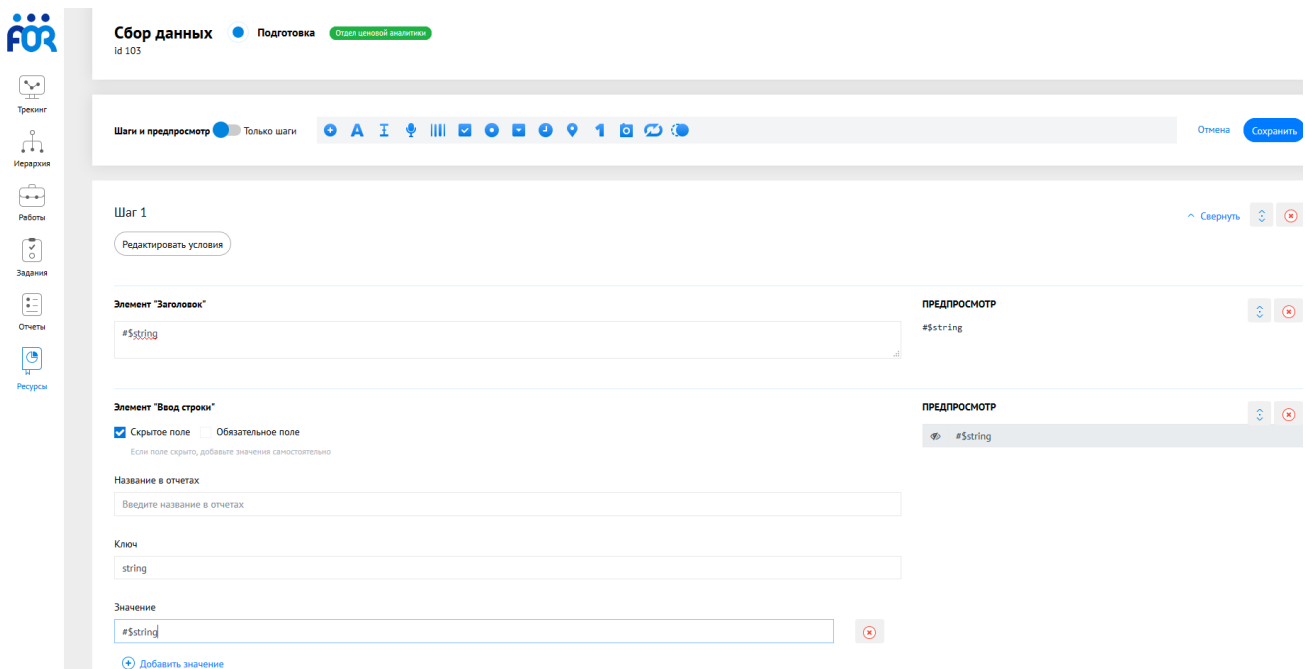 FOR
Сбор данных Подготовка Отдел ценовой аналитики
id 103
Трекинг
Иерархия
Работы
Задания
Отчеты
Ресурсы
Шаги и предпросмотр Только шаги Отмена Сохранить
Шаг 1 Свернуть
Редактировать условия
Элемент "Заголовок" ПРЕДПРОСМОТР
#$string #$string
Элемент "Ввод строки" ПРЕДПРОСМОТР
Скрытое поле Обязательное поле #$string
Если поле скрыто, добавьте значения самостоятельно
Название в отчетах
Введите название в отчетах
Ключ
string
Значение
#$string
Добавить значение